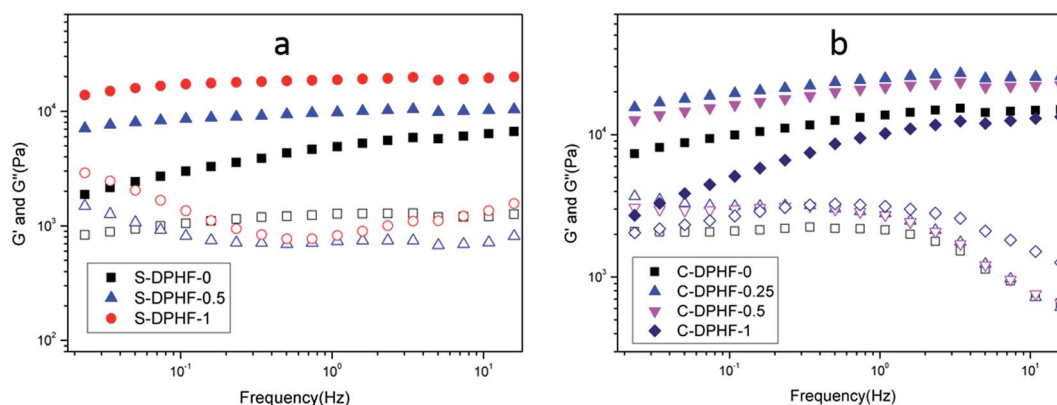 a
G' and G"(Pa)
10⁴
10³
10²
S-DPHF-0
S-DPHF-0.5
S-DPHF-1
10⁻¹
10⁰
10¹
Frequency(Hz)
b
G' and G"(Pa)
10⁴
10³
C-DPHF-0
C-DPHF-0.25
C-DPHF-0.5
C-DPHF-1
10⁻¹
10⁰
10¹
Frequency(Hz)